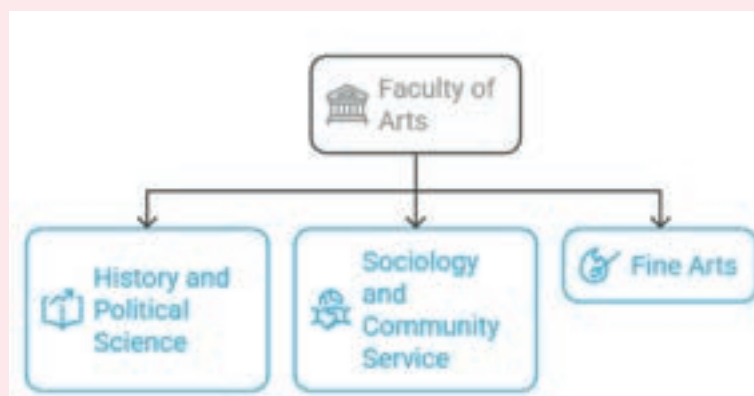 Faculty of
Arts
History and
Political
Science
Sociology
and
Community
Service
Fine Arts